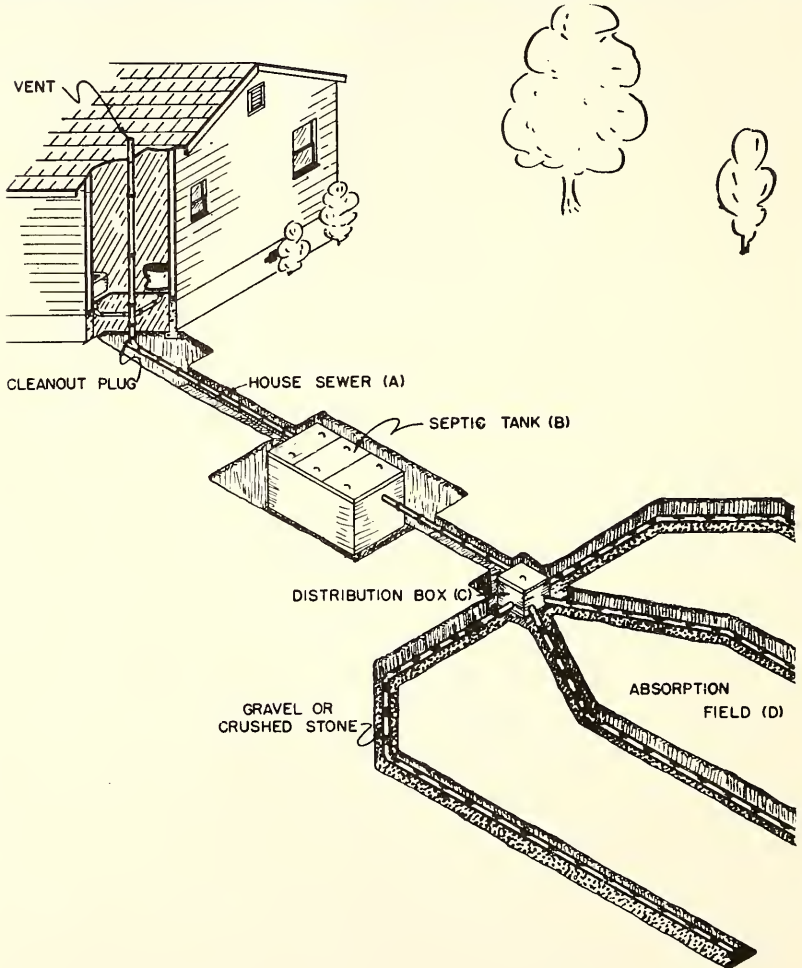 VENT
CLEANOUT PLUG
HOUSE SEWER (A)
SEPTIC TANK (B)
DISTRIBUTION BOX (C)
GRAVEL OR
CRUSHED STONE
ABSORPTION
FIELD (D)